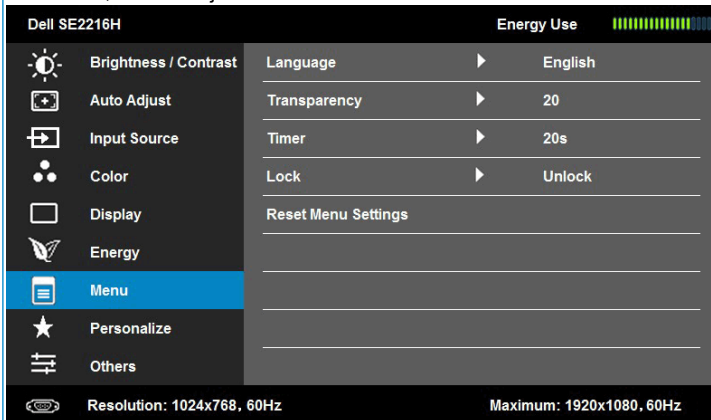 Dell SE2216H Energy Use
Brightness / Contrast Language English
Auto Adjust Transparency 20
Input Source Timer 20s
Color Lock Unlock
Display Reset Menu Settings
Energy
Menu
Personalize
Others
Resolution: 1024x768, 60Hz Maximum: 1920x1080, 60Hz